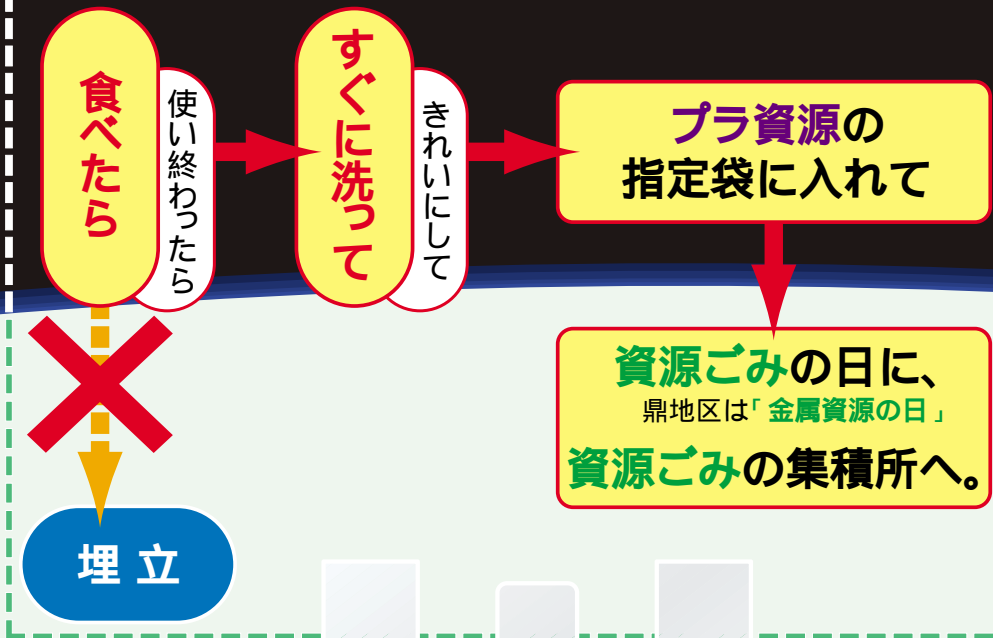 食べたら
使い終わったら
すぐに洗って
きれいにして
プラ資源の
指定袋に入れて
資源ごみの日に、
鼎地区は「金属資源の日」
資源ごみの集積所へ。
埋立